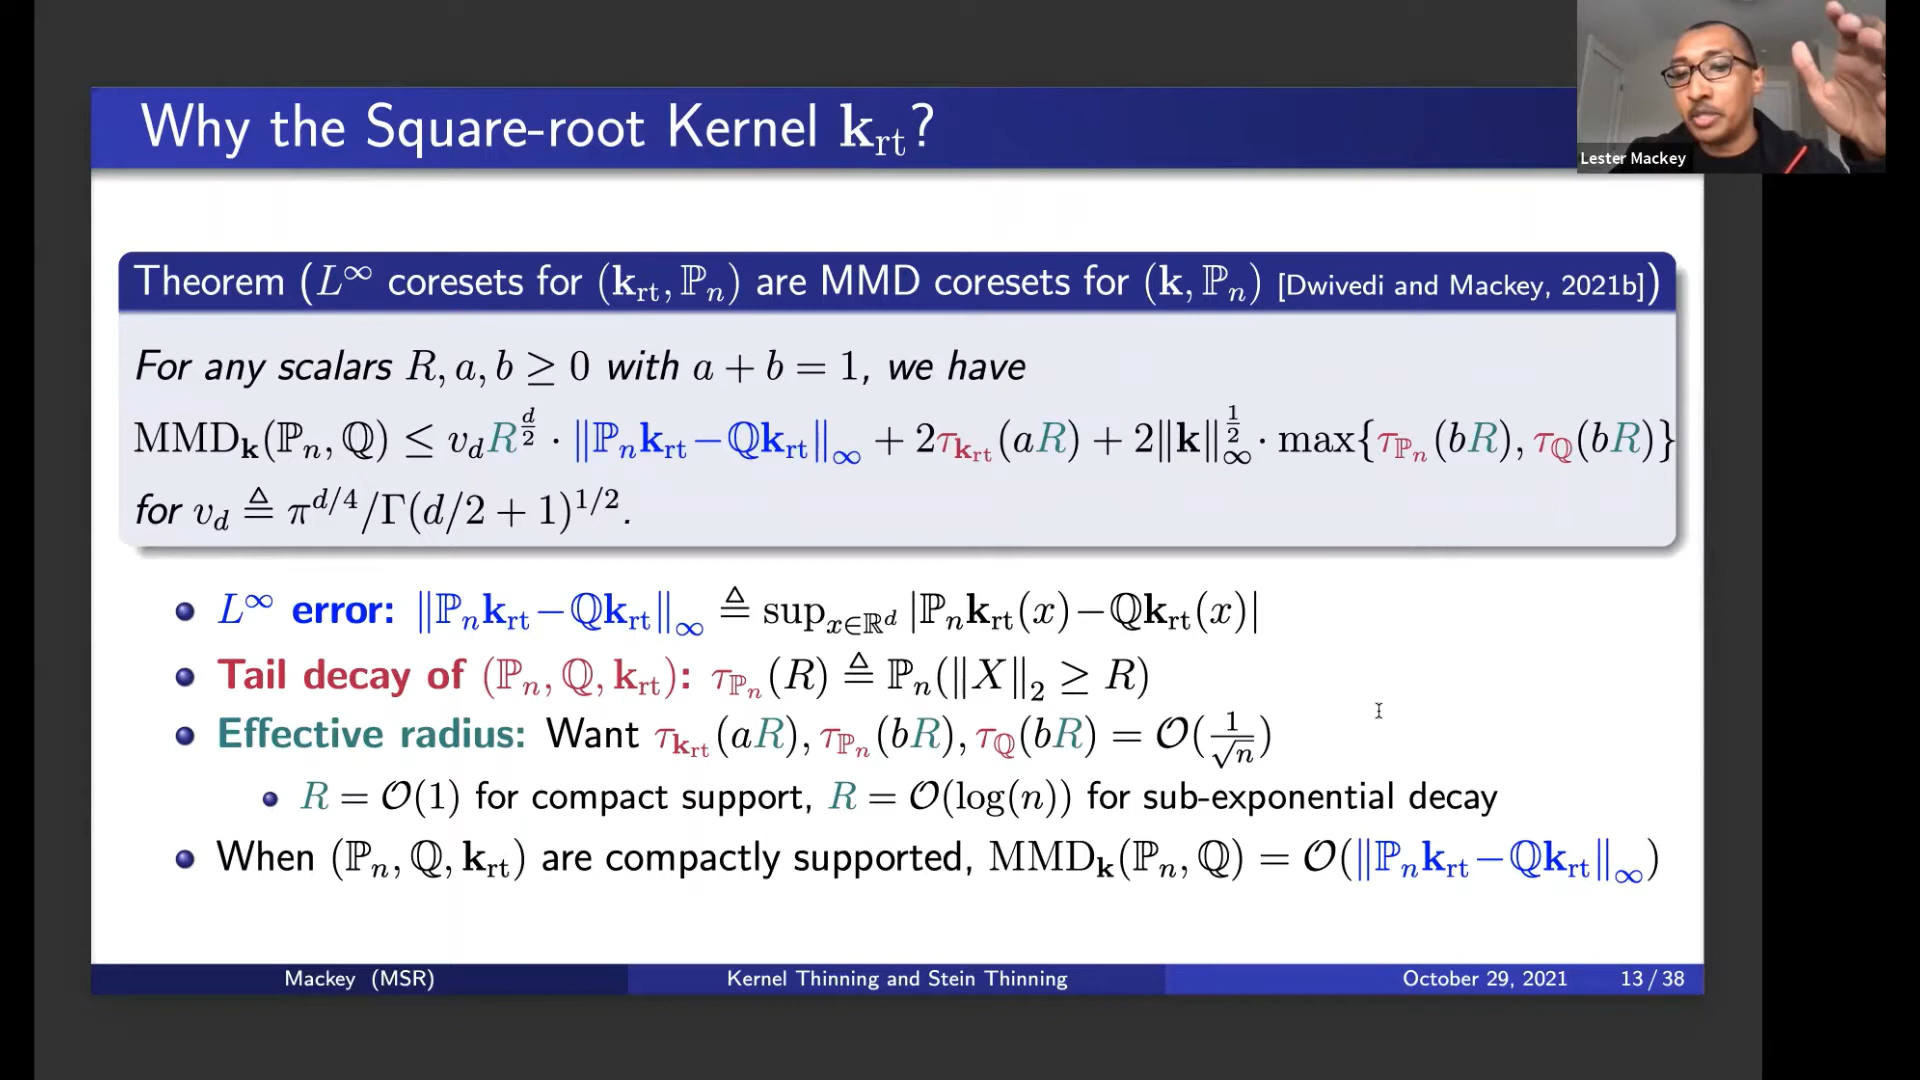 Why the Square-root Kernel k_rt?
Lester Mackey
Theorem (L^∞ coresets for (k_rt, ℙ_n) are MMD coresets for (k, ℙ_n) [Dwivedi and Mackey, 2021b])
For any scalars R, a, b ≥ 0 with a + b = 1, we have
MMD_k(ℙ_n, ℚ) ≤ v_d R^{d/2} · ‖ℙ_n k_rt − ℚk_rt‖_∞ + 2τ_{k_rt}(aR) + 2‖k‖_∞^{1/2} · max{τ_{ℙ_n}(bR), τ_ℚ(bR)}
for v_d ≜ π^{d/4}/Γ(d/2 + 1)^{1/2}.
L^∞ error: ‖ℙ_n k_rt − ℚk_rt‖_∞ ≜ sup_{x∈ℝ^d} |ℙ_n k_rt(x) − ℚk_rt(x)|
Tail decay of (ℙ_n, ℚ, k_rt): τ_{ℙ_n}(R) ≜ ℙ_n(‖X‖_2 ≥ R)
Effective radius: Want τ_{k_rt}(aR), τ_{ℙ_n}(bR), τ_ℚ(bR) = 𝒪(1/√n)
R = 𝒪(1) for compact support, R = 𝒪(log(n)) for sub-exponential decay
When (ℙ_n, ℚ, k_rt) are compactly supported, MMD_k(ℙ_n, ℚ) = 𝒪(‖ℙ_n k_rt − ℚk_rt‖_∞)
Mackey (MSR) Kernel Thinning and Stein Thinning October 29, 2021 13 / 38